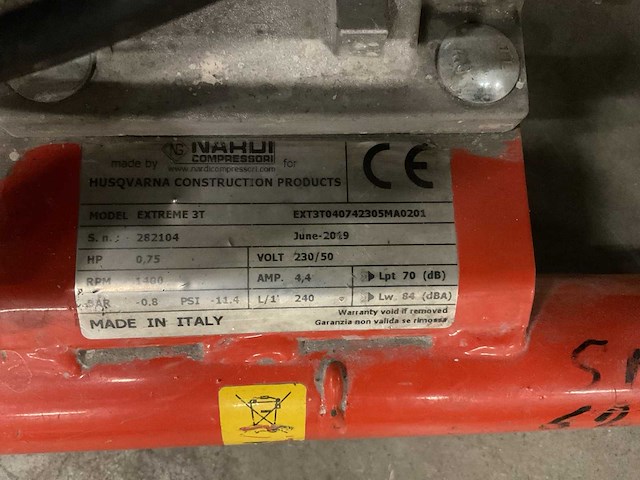 made by NARDI COMPRESSORI for
www.nardicompressori.com
HUSQVARNA CONSTRUCTION PRODUCTS
CE
MODEL EXTREME 3T EXT3T040742305MA0201
S. n.: 282104 June-2019
HP 0,75 VOLT 230/50
RPM 1400 AMP. 4,4 Lpt 70 (dB)
BAR -0.8 PSI -11.4 L/1' 240 Lw. 84 (dBA)
MADE IN ITALY
Warranty void if removed
Garanzia non valida se rimossa